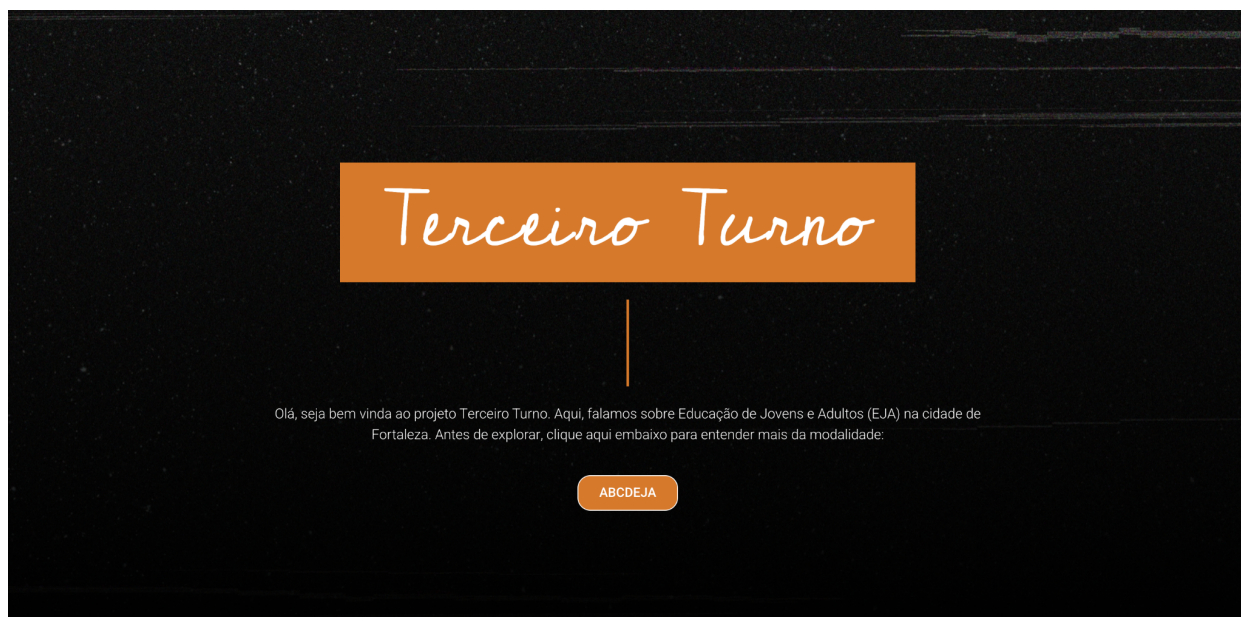 Terceiro Turno
Olá, seja bem vinda ao projeto Terceiro Turno. Aqui, falamos sobre Educação de Jovens e Adultos (EJA) na cidade de
Fortaleza. Antes de explorar, clique aqui embaixo para entender mais da modalidade:
ABCDEJA